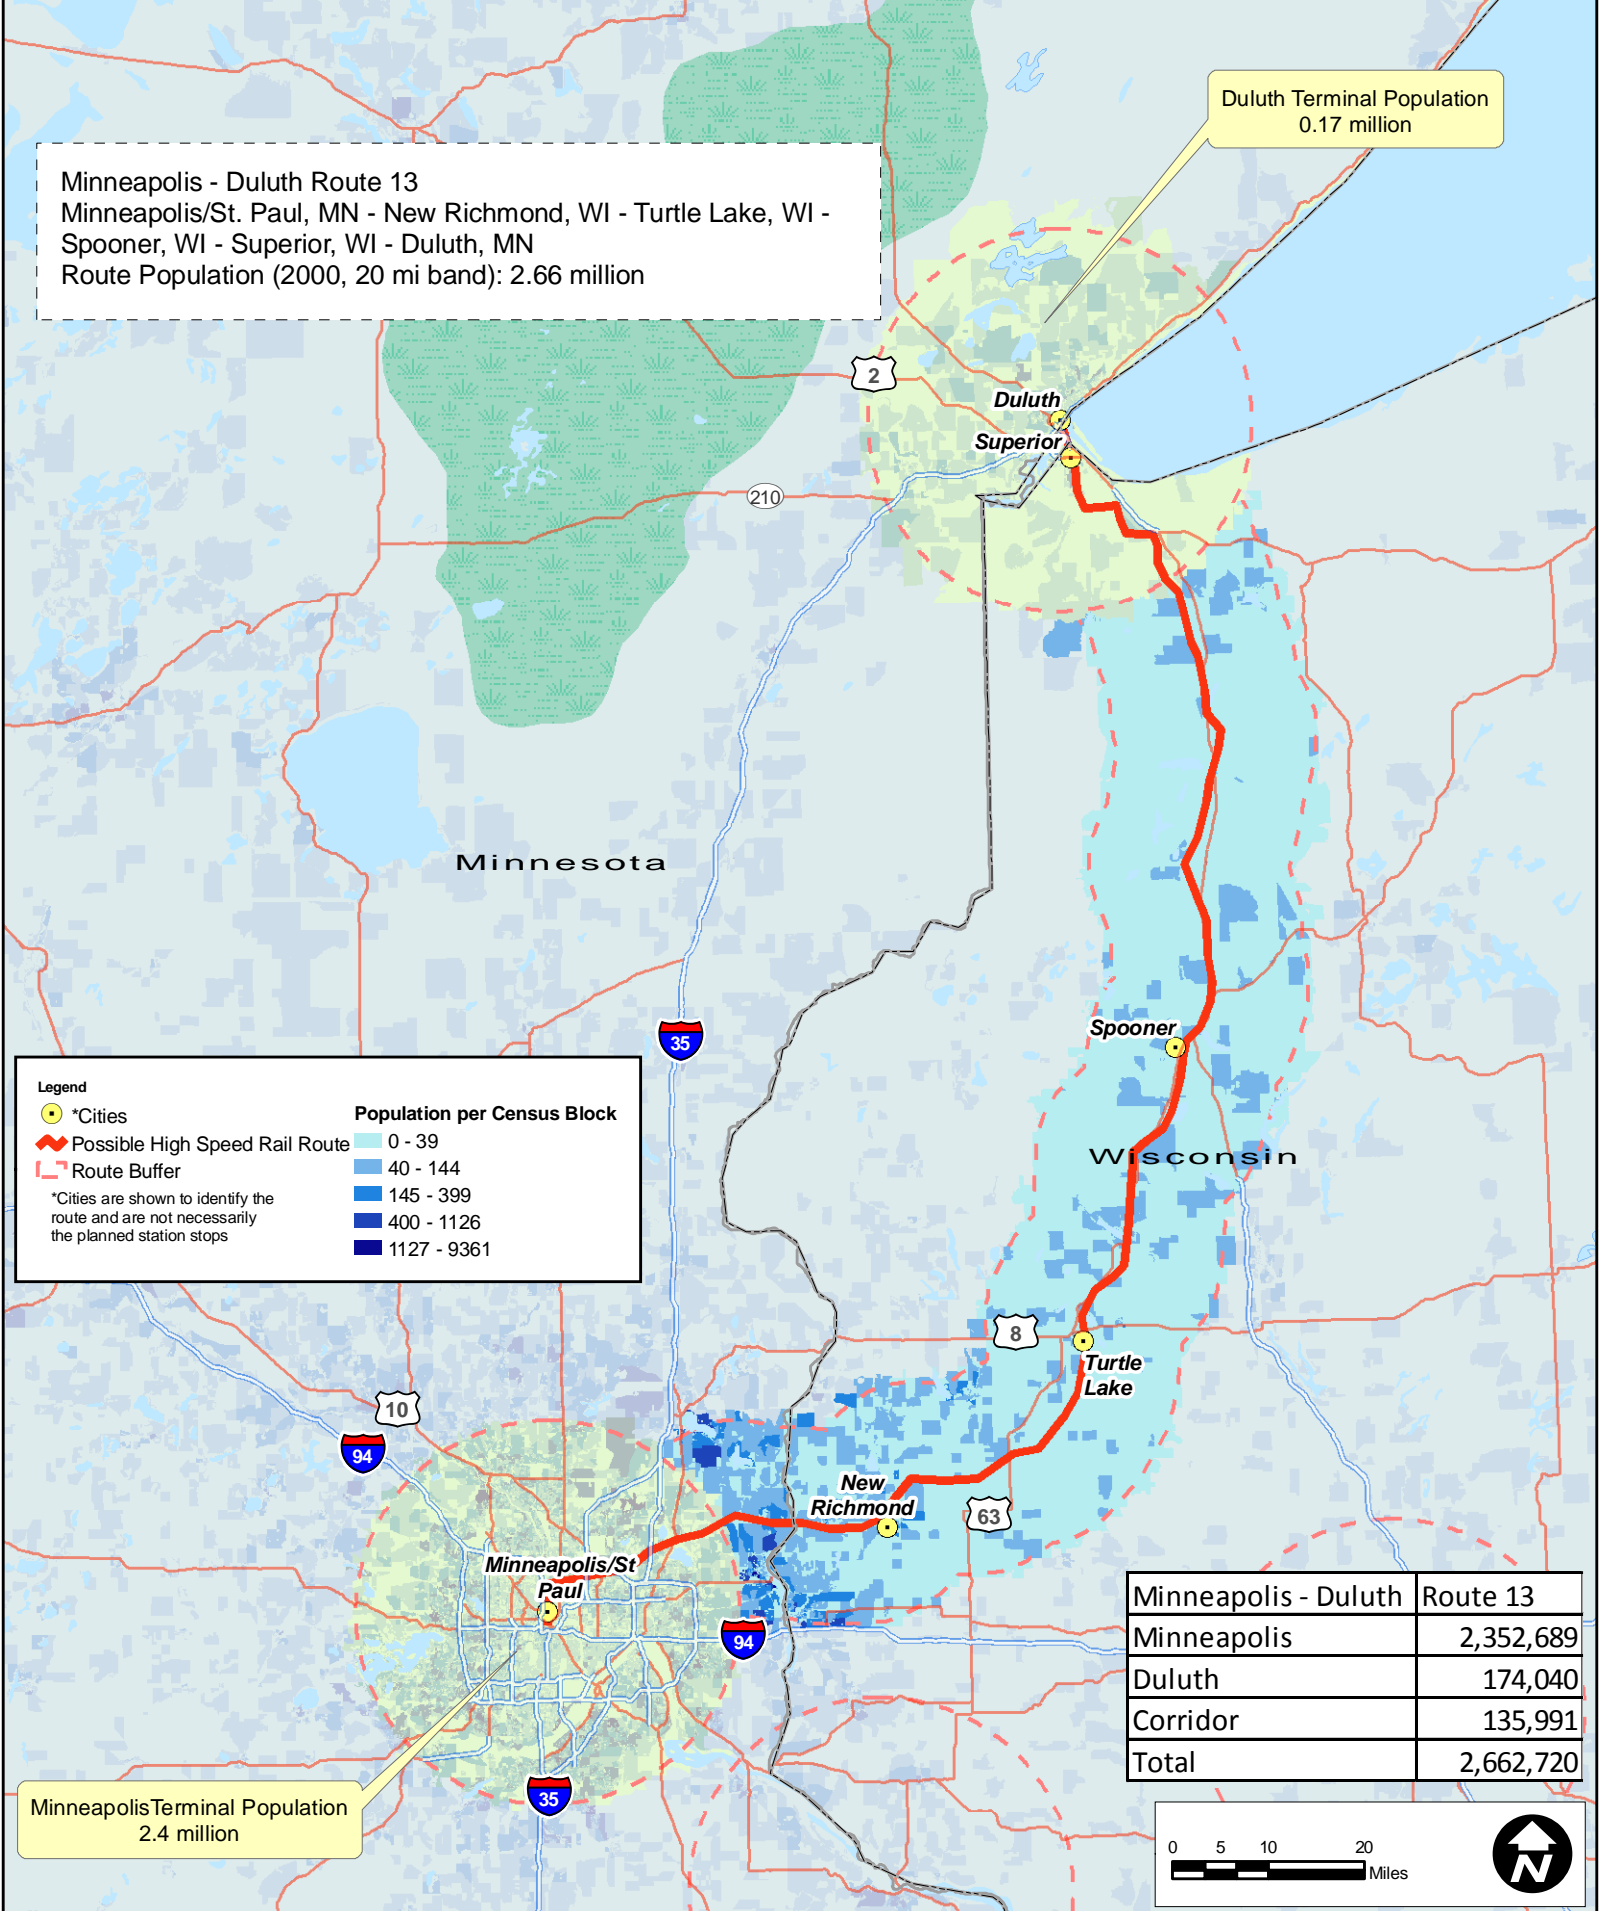 Duluth Terminal Population
0.17 million
Minneapolis - Duluth Route 13
Minneapolis/St. Paul, MN - New Richmond, WI - Turtle Lake, WI -
Spooner, WI - Superior, WI - Duluth, MN
Route Population (2000, 20 mi band): 2.66 million
2
Duluth
Superior
210
Minnesota
Spooner
35
Legend
*Cities
Possible High Speed Rail Route
Route Buffer
*Cities are shown to identify the
route and are not necessarily
the planned station stops
Population per Census Block
0 - 39
40 - 144
145 - 399
400 - 1126
1127 - 9361
Wisconsin
8
Turtle
Lake
10
94
New
Richmond
63
Minneapolis/St
Paul
94
Minneapolis - Duluth Route 13
Minneapolis 2,352,689
Duluth 174,040
Corridor 135,991
Total 2,662,720
35
MinneapolisTerminal Population
2.4 million
0 5 10 20
Miles
N